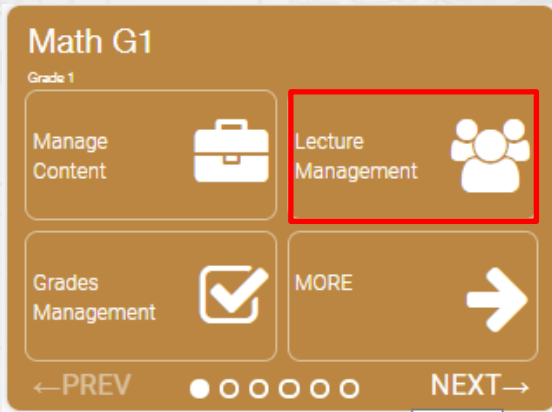 Math G1
Grade 1
Manage
Content
Lecture
Management
Grades
Management
MORE
←PREV
NEXT→